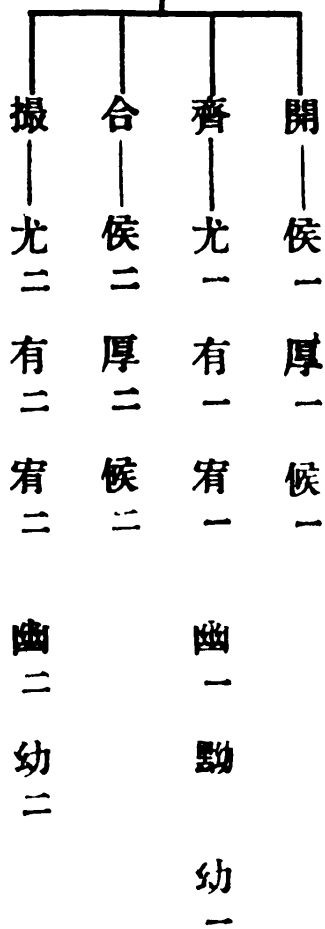 開 侯一 厚一 候一
齊 尤一 有一 宥一 幽一 黝 幼一
合 侯二 厚二 候二
撮 尤二 有二 宥二 幽二 幼二